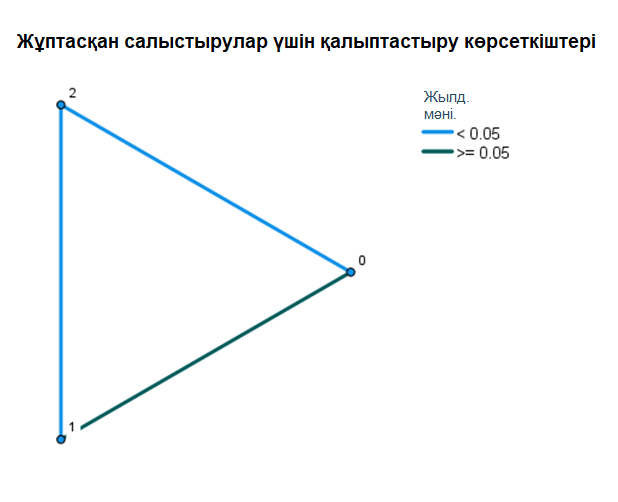 Жұптасқан салыстырулар үшін қалыптастыру көрсеткіштері
2
Жылд.
мәні.
< 0.05
>= 0.05
0
1